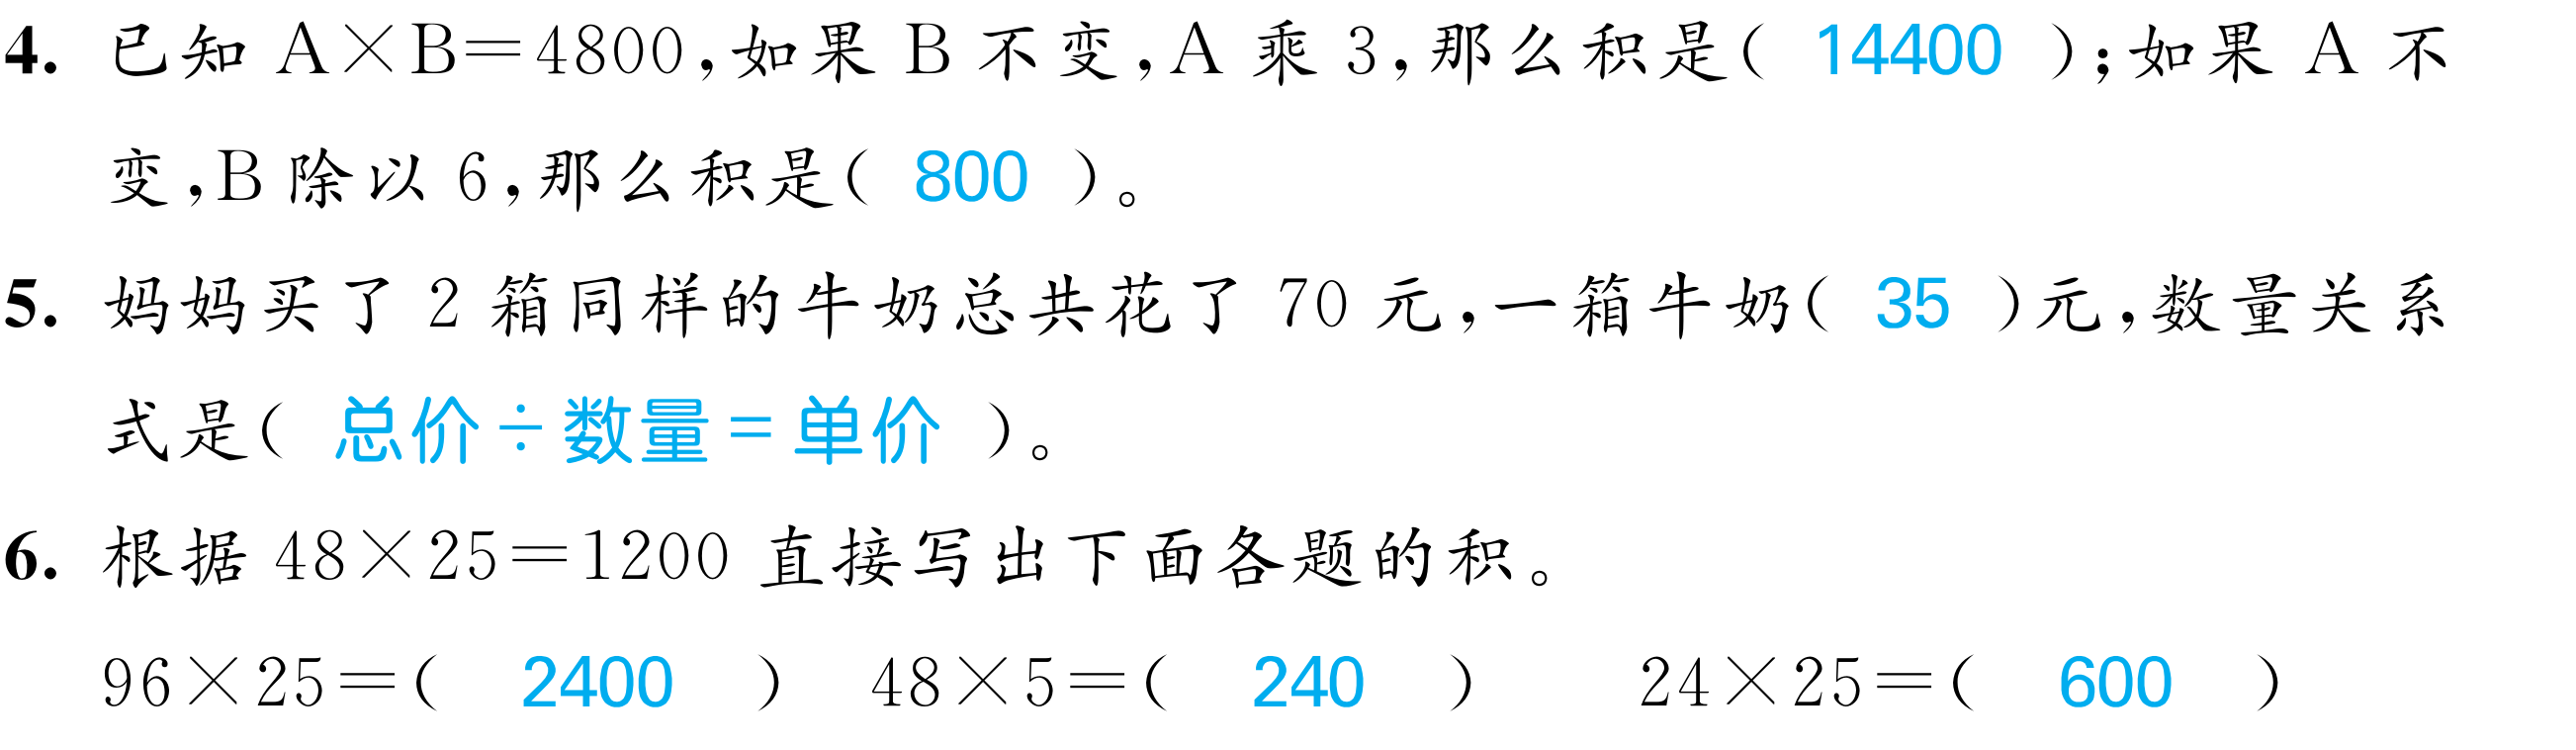 4. 已知 A×B=4800,如果 B 不变,A 乘 3,那么积是( 14400 );如果 A 不
变,B 除以 6,那么积是( 800 )。
5. 妈妈买了 2 箱同样的牛奶总共花了 70 元,一箱牛奶( 35 )元,数量关系
式是( 总价÷数量=单价 )。
6. 根据 48×25=1200 直接写出下面各题的积。
96×25=( 2400 ) 48×5=( 240 ) 24×25=( 600 )